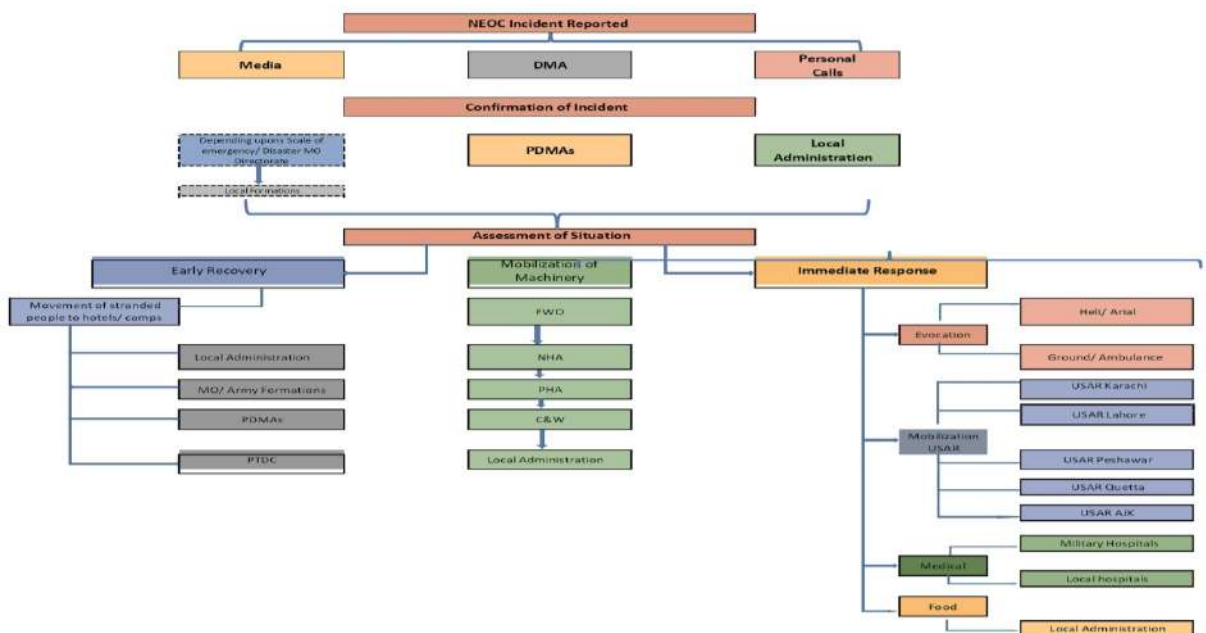 NEOC Incident Reported
Media
DMA
Personal
Calls
Confirmation of Incident
Depending upon Scale of
emergency/ Disaster MO
Directorate
PDMAs
Local
Administration
Local Formations
Assessment of Situation
Early Recovery
Mobilization of
Machinery
Immediate Response
Movement of stranded
people to hotels/ camps
FWO
Heli/ Arial
Evocation
Local Administration
NHA
Ground/ Ambulance
MO/ Army Formations
PHA
USAR Karachi
PDMAs
C&W
USAR Lahore
Mobilization
USAR
PTDC
Local Administration
USAR Peshawar
USAR Quetta
USAR AJK
Military Hospitals
Medical
Local hospitals
Food
Local Administration